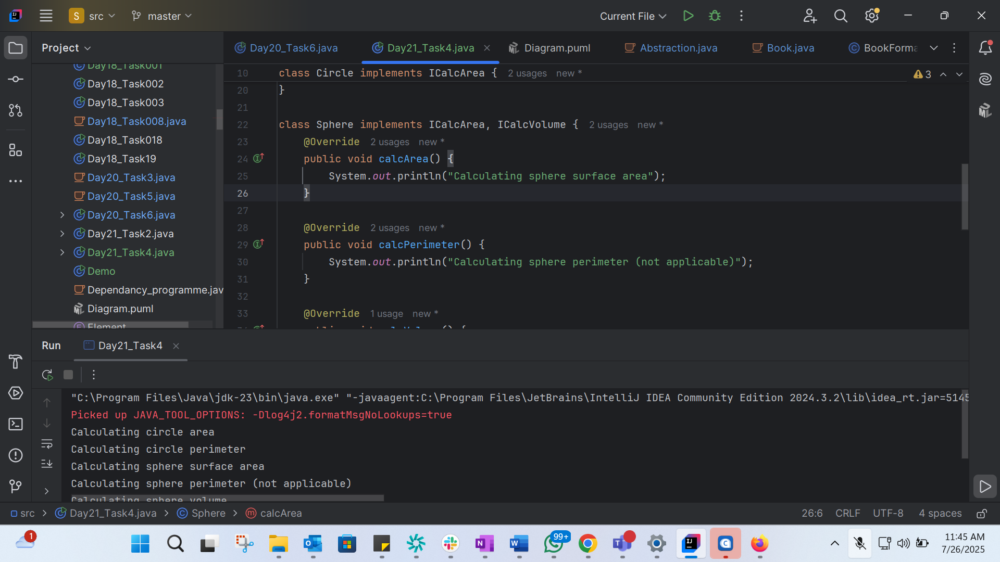 S src master Current File
Project
Day20_Task6.java Day21_Task4.java Diagram.puml Abstraction.java Book.java BookForma
Day18_Task001
Day18_Task002
Day18_Task003
Day18_Task008.java
Day18_Task018
Day18_Task19
Day20_Task3.java
Day20_Task5.java
Day20_Task6.java
Day21_Task2.java
Day21_Task4.java
Demo
Dependancy_programme.jav
Diagram.puml
Element
10 class Circle implements ICalcArea { 2 usages new * 3
20 }
21
22 class Sphere implements ICalcArea, ICalcVolume { 2 usages new *
23 @Override 2 usages new *
24 public void calcArea() {
25 System.out.println("Calculating sphere surface area");
26 }
27
28 @Override 2 usages new *
29 public void calcPerimeter() {
30 System.out.println("Calculating sphere perimeter (not applicable)");
31 }
32
33 @Override 1 usage new *
Run Day21_Task4
"C:\Program Files\Java\jdk-23\bin\java.exe" "-javaagent:C:\Program Files\JetBrains\IntelliJ IDEA Community Edition 2024.3.2\lib\idea_rt.jar=5145
Picked up JAVA_TOOL_OPTIONS: -Dlog4j2.formatMsgNoLookups=true
Calculating circle area
Calculating circle perimeter
Calculating sphere surface area
Calculating sphere perimeter (not applicable)
Calculating sphere volume
src Day21_Task4.java Sphere calcArea 26:6 CRLF UTF-8 4 spaces
1 99+ 11:45 AM
7/26/2025